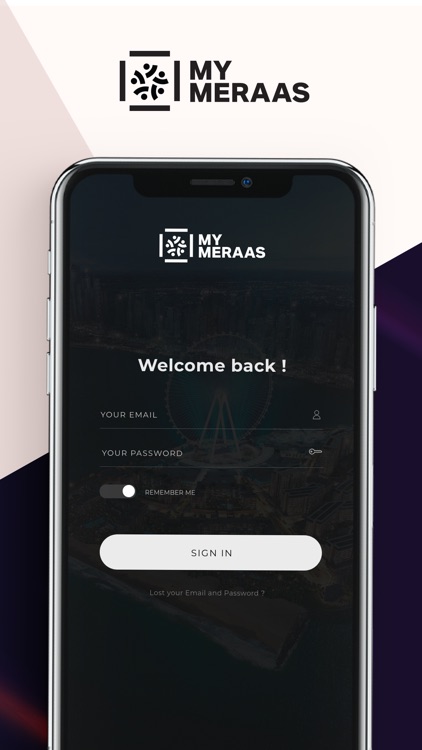 MY
MERAAS
MY
MERAAS
Welcome back !
YOUR EMAIL
YOUR PASSWORD
REMEMBER ME
SIGN IN
Lost your Email and Password ?